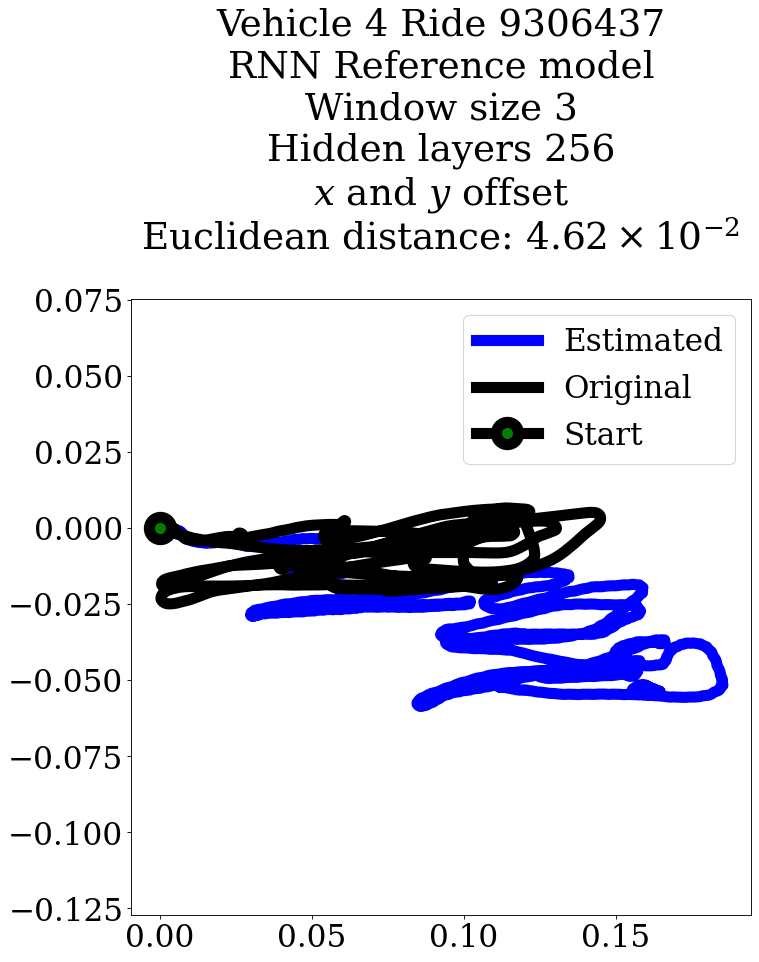 Vehicle 4 Ride 9306437
RNN Reference model
Window size 3
Hidden layers 256
x and y offset
Euclidean distance: 4.62 × 10⁻²
Estimated
Original
Start
0.075
0.050
0.025
0.000
−0.025
−0.050
−0.075
−0.100
−0.125
0.00 0.05 0.10 0.15